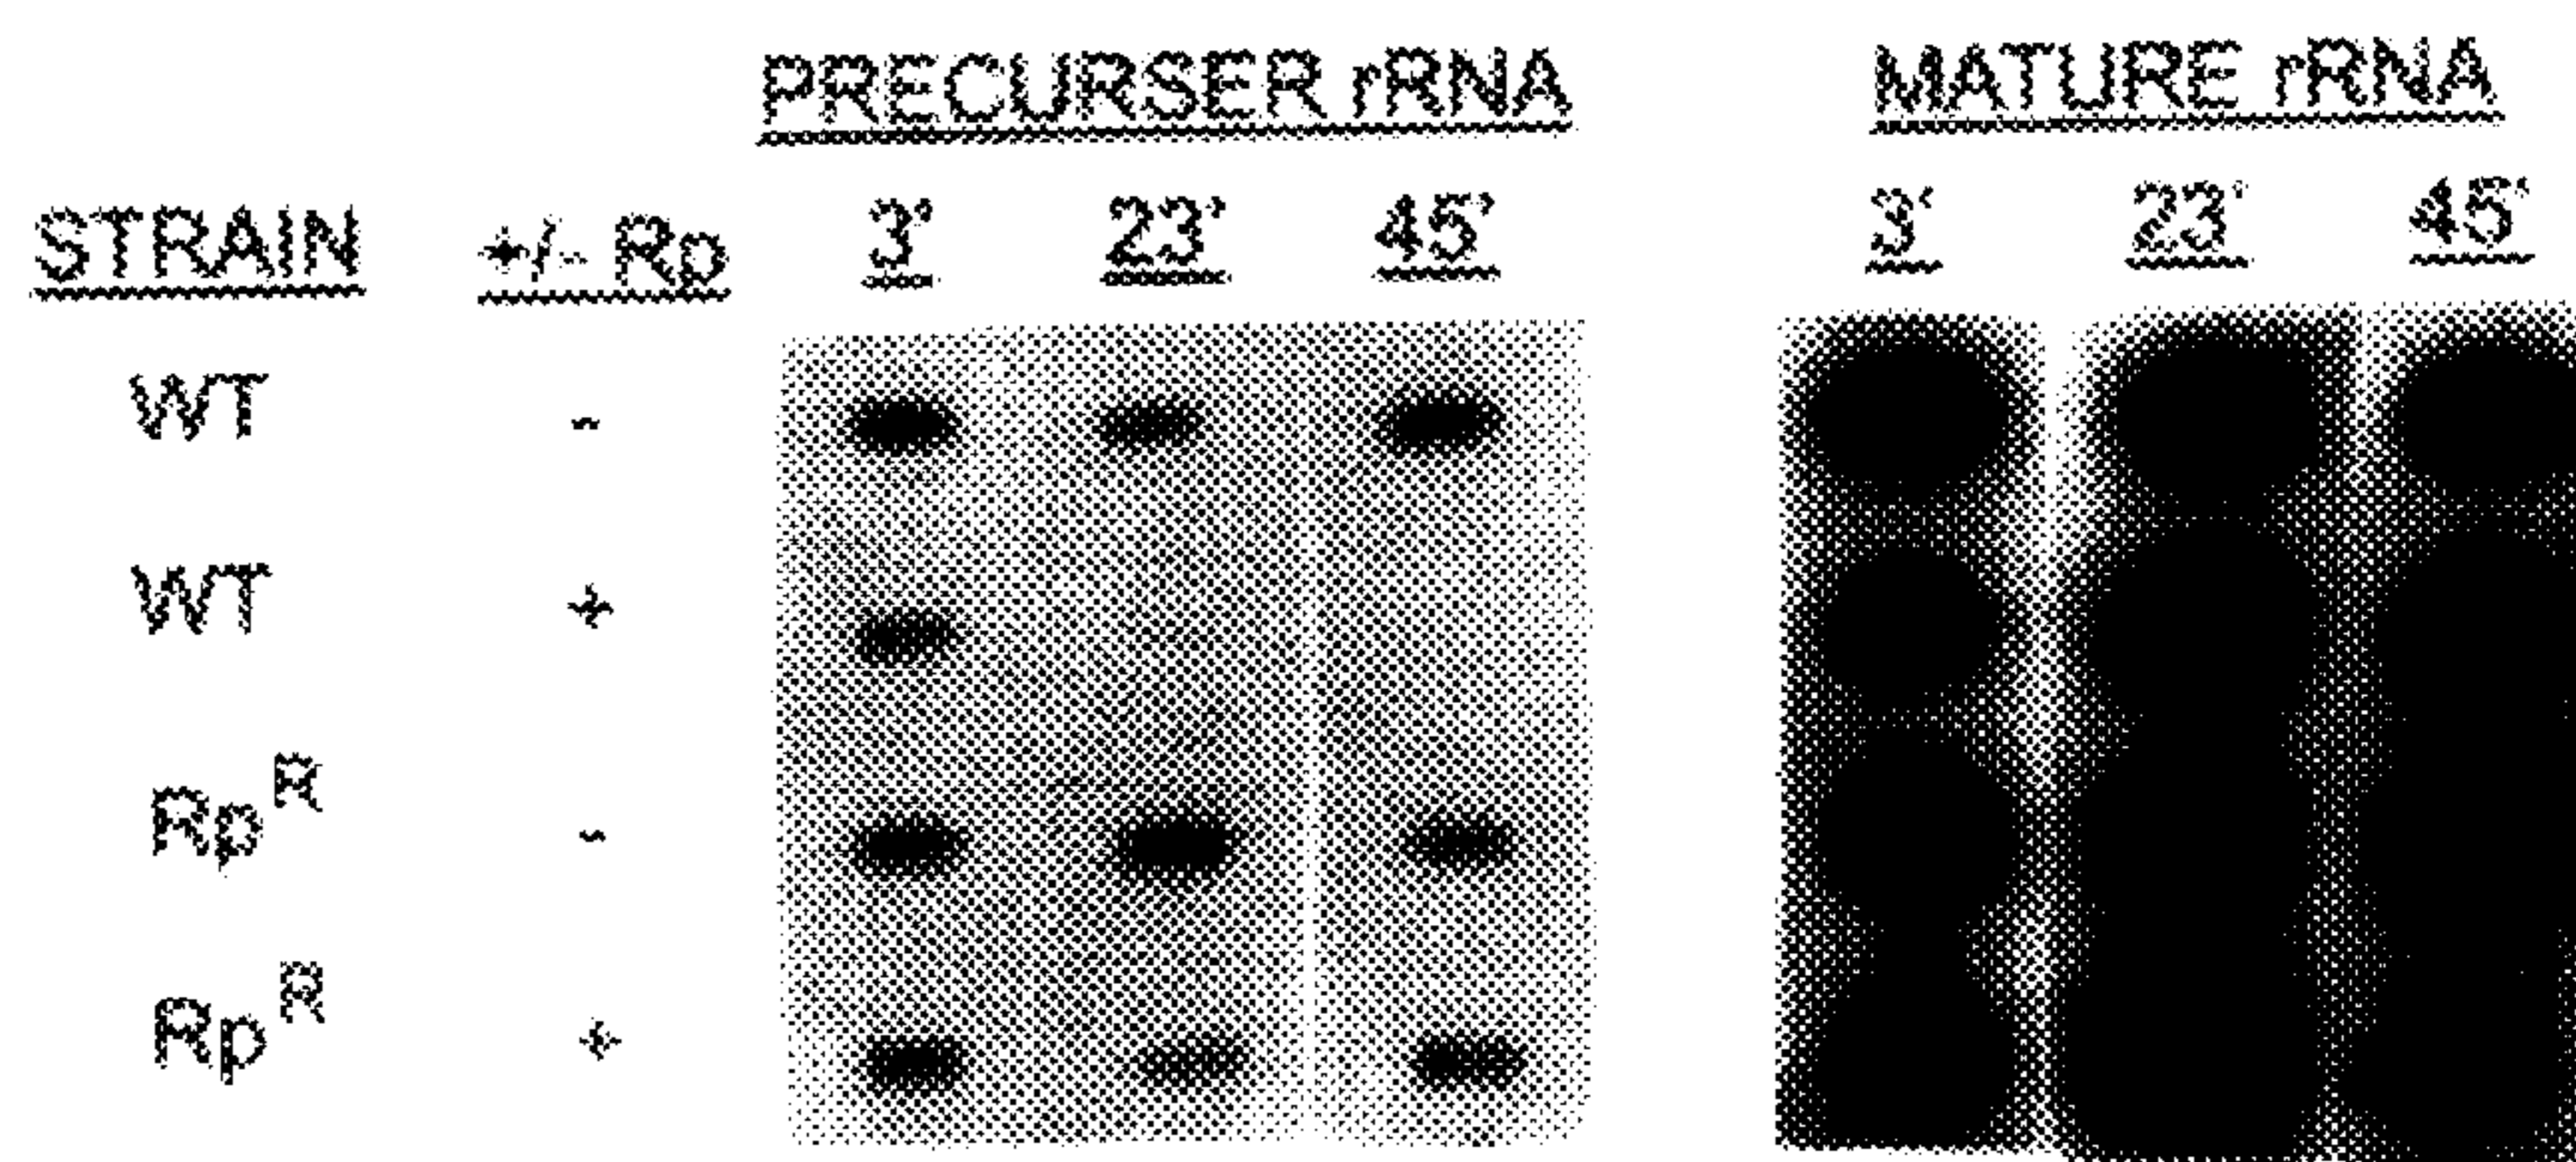 PRECURSER rRNA MATURE rRNA
STRAIN +/- Rp 3' 23' 45' 3' 23' 45'
WT -
WT +
Rp^R -
Rp^R +